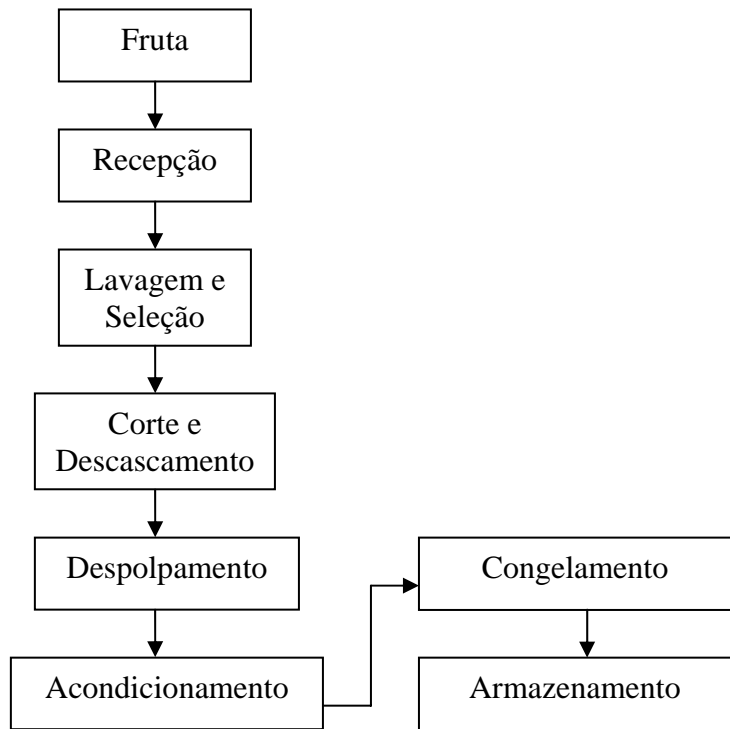 Fruta
Recepção
Lavagem e
Seleção
Corte e
Descascamento
Despolpamento
Acondicionamento
Congelamento
Armazenamento